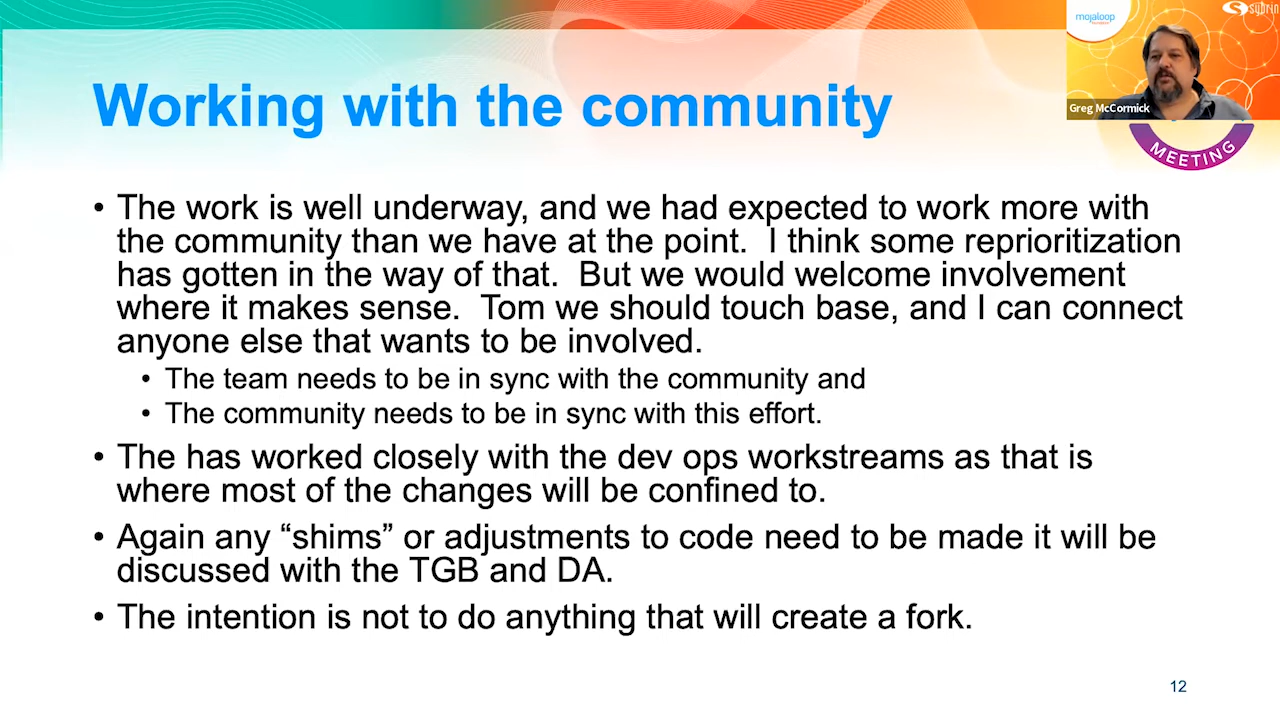 mojaloop
sybrin
Greg McCormick
MEETING
Working with the community
• The work is well underway, and we had expected to work more with
the community than we have at the point.  I think some reprioritization
has gotten in the way of that.  But we would welcome involvement
where it makes sense.  Tom we should touch base, and I can connect
anyone else that wants to be involved.
• The team needs to be in sync with the community and
• The community needs to be in sync with this effort.
• The has worked closely with the dev ops workstreams as that is
where most of the changes will be confined to.
• Again any “shims” or adjustments to code need to be made it will be
discussed with the TGB and DA.
• The intention is not to do anything that will create a fork.
12